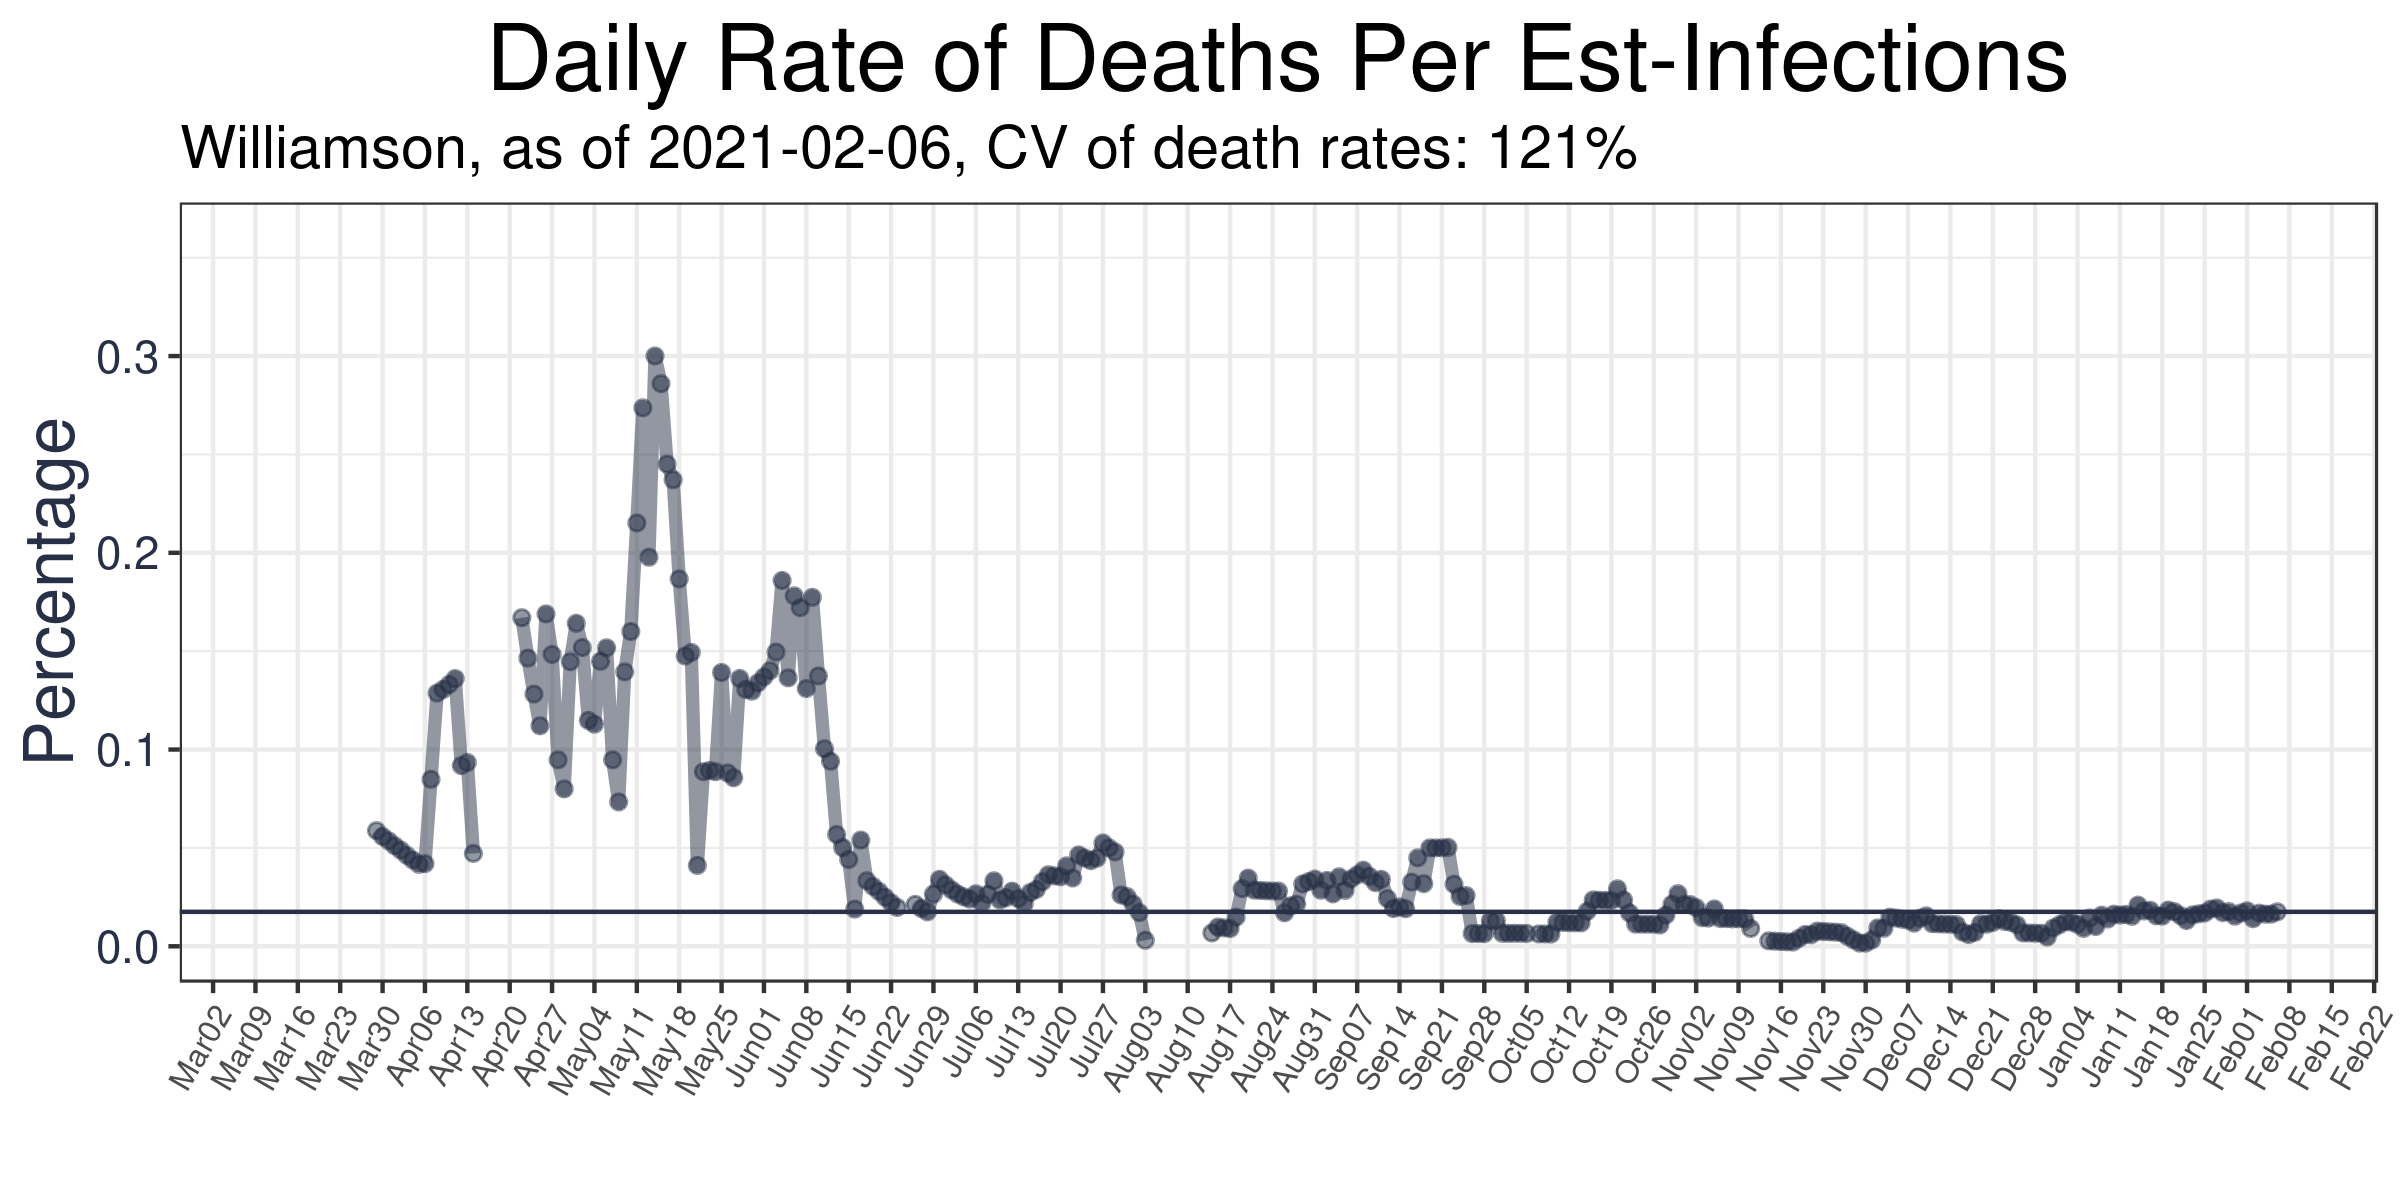 Daily Rate of Deaths Per Est-Infections
Williamson, as of 2021-02-06, CV of death rates: 121%
Percentage
0.3
0.2
0.1
0.0
Mar02
Mar09
Mar16
Mar23
Mar30
Apr06
Apr13
Apr20
Apr27
May04
May11
May18
May25
Jun01
Jun08
Jun15
Jun22
Jun29
Jul06
Jul13
Jul20
Jul27
Aug03
Aug10
Aug17
Aug24
Aug31
Sep07
Sep14
Sep21
Sep28
Oct05
Oct12
Oct19
Oct26
Nov02
Nov09
Nov16
Nov23
Nov30
Dec07
Dec14
Dec21
Dec28
Jan04
Jan11
Jan18
Jan25
Feb01
Feb08
Feb15
Feb22